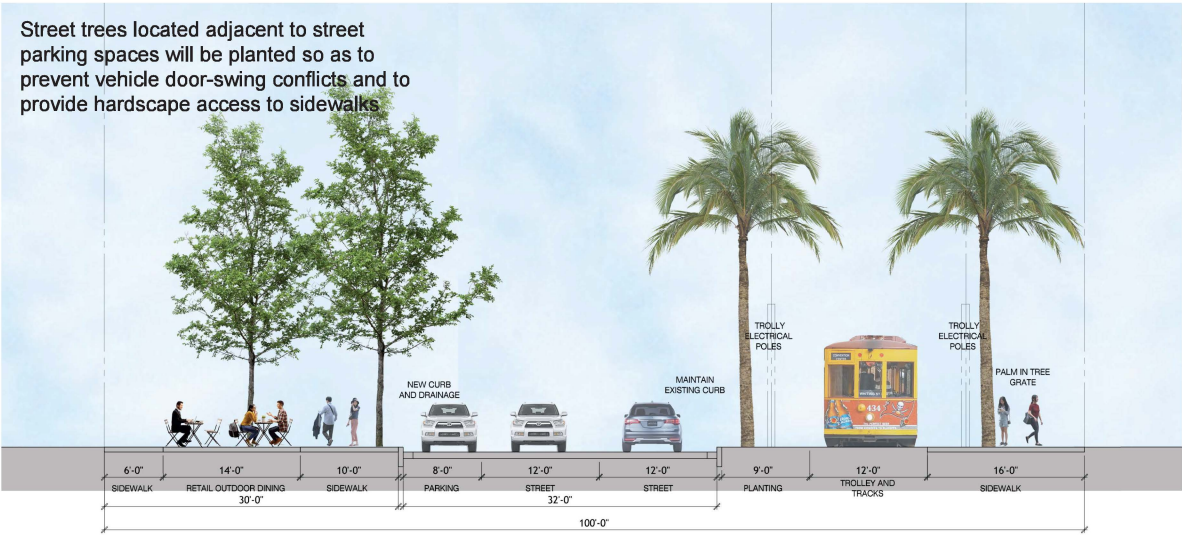 Street trees located adjacent to street
parking spaces will be planted so as to
prevent vehicle door-swing conflicts and to
provide hardscape access to sidewalks
TROLLY
ELECTRICAL
POLES
TROLLY
ELECTRICAL
POLES
NEW CURB
AND DRAINAGE
MAINTAIN
EXISTING CURB
PALM IN TREE
GRATE
434
6'-0"
14'-0"
10'-0"
8'-0"
12'-0"
12'-0"
9'-0"
12'-0"
16'-0"
SIDEWALK
RETAIL OUTDOOR DINING
SIDEWALK
PARKING
STREET
STREET
PLANTING
TROLLEY AND
TRACKS
SIDEWALK
30'-0"
32'-0"
100'-0"